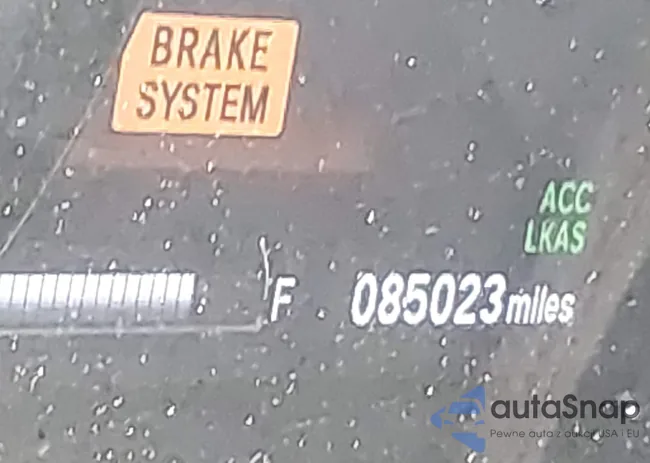 BRAKE
SYSTEM
ACC
LKAS
F
085023 miles
autaSnap
Pewne auta z aukcji USA i EU